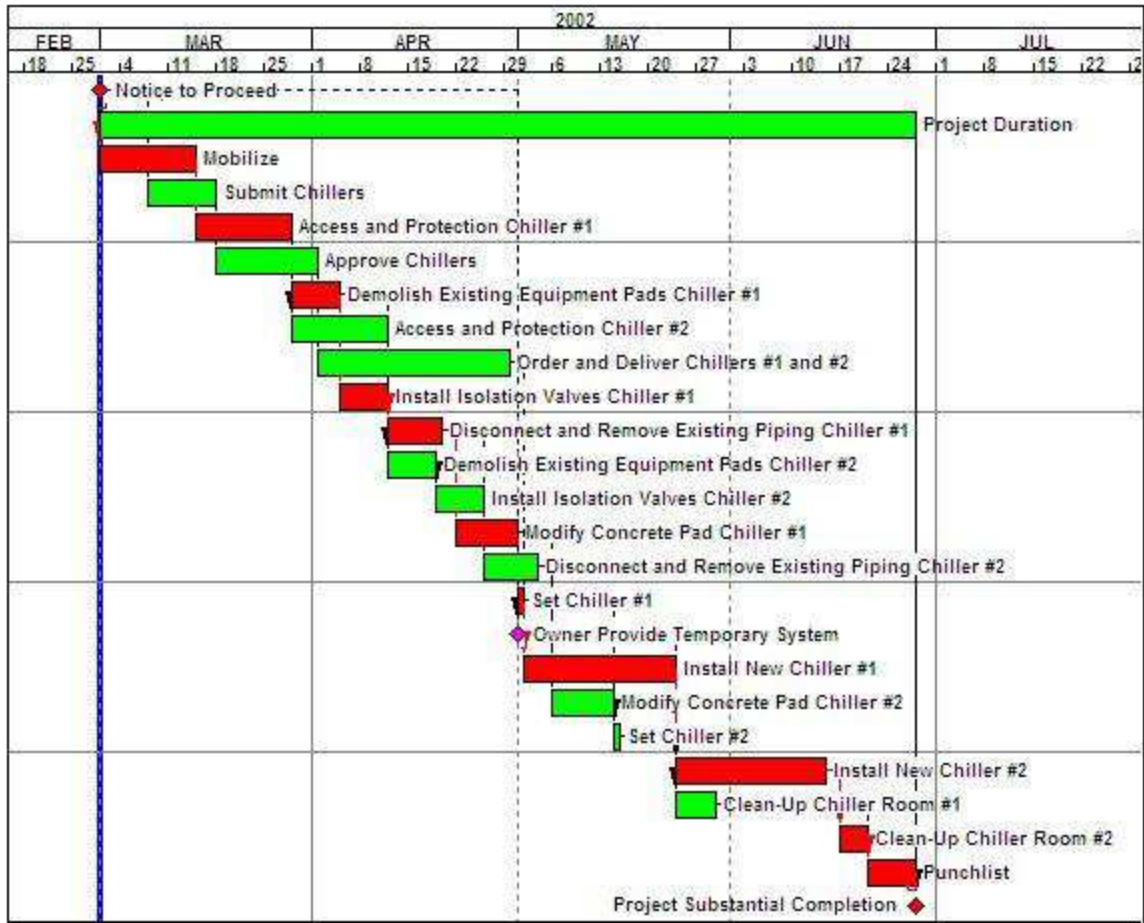 2002
FEB MAR APR MAY JUN JUL
18 25 4 11 18 25 1 8 15 22 29 6 13 20 27 3 10 17 24 1 8 15 22 2
Notice to Proceed
Project Duration
Mobilize
Submit Chillers
Access and Protection Chiller #1
Approve Chillers
Demolish Existing Equipment Pads Chiller #1
Access and Protection Chiller #2
Order and Deliver Chillers #1 and #2
Install Isolation Valves Chiller #1
Disconnect and Remove Existing Piping Chiller #1
Demolish Existing Equipment Pads Chiller #2
Install Isolation Valves Chiller #2
Modify Concrete Pad Chiller #1
Disconnect and Remove Existing Piping Chiller #2
Set Chiller #1
Owner Provide Temporary System
Install New Chiller #1
Modify Concrete Pad Chiller #2
Set Chiller #2
Install New Chiller #2
Clean-Up Chiller Room #1
Clean-Up Chiller Room #2
Punchlist
Project Substantial Completion